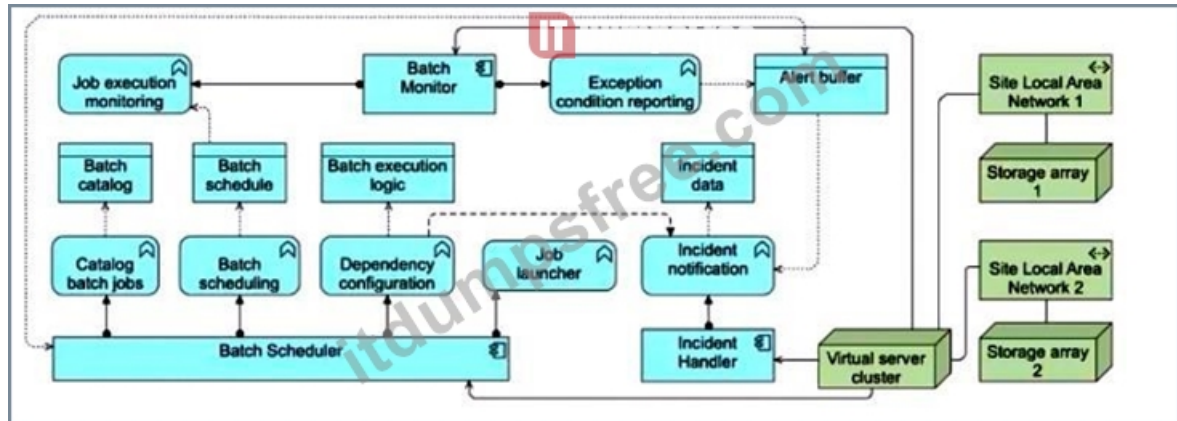 IT
Job execution
monitoring
Batch
Monitor
Exception
condition reporting
Alert buffer
Site Local Area
Network 1
Storage array
1
Batch
catalog
Batch
schedule
Batch execution
logic
Incident
data
Catalog
batch jobs
Batch
scheduling
Dependency
configuration
Job
launcher
Incident
notification
Site Local Area
Network 2
Storage array
2
Batch Scheduler
Incident
Handler
Virtual server
cluster
itdumpsfree.com